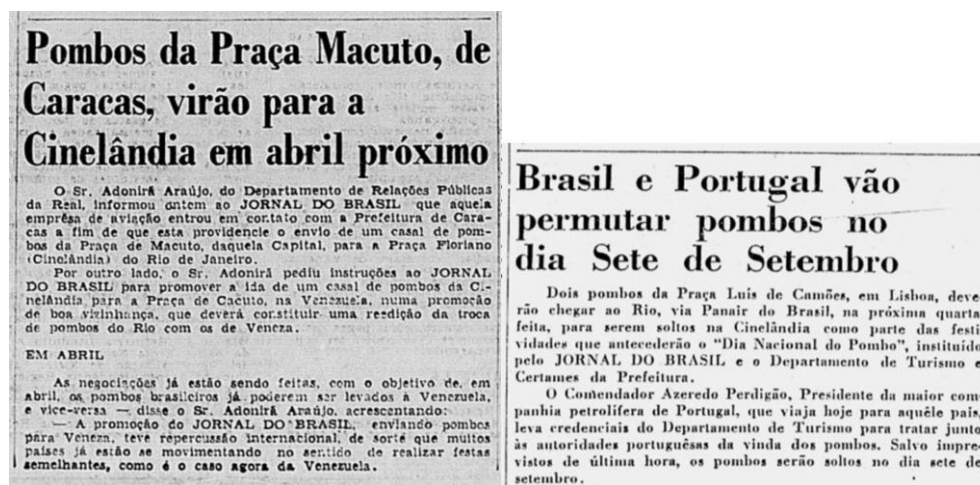 Pombos da Praça Macuto, de
Caracas, virão para a
Cinelândia em abril próximo
O Sr. Adonirã Araújo, do Departamento de Relações Públicas
da Real, informou ontem ao JORNAL DO BRASIL que aquela
emprêsa de aviação entrou em contato com a Prefeitura de Cara-
cas a fim de que esta providencie o envio de um casal de pom-
bos da Praça de Macuto, daquela Capital, para a Praça Floriano
(Cinelândia) do Rio de Janeiro.
Por outro lado, o Sr. Adonirã pediu instruções ao JORNAL
DO BRASIL para promover a ida de um casal de pombos da C.-
nelândia para a Praça de Cacuto, na Venezuela, numa promoção
de boa vizinhança, que deverá constituir uma reedição da troca
de pombos do Rio com os de Veneza.
EM ABRIL
As negociações já estão sendo feitas, com o objetivo de, em
abril, os pombos brasileiros já poderem ser levados à Venezuela,
e vice-versa — disse o Sr. Adonirã Araújo, acrescentando:
— A promoção do JORNAL DO BRASIL, enviando pombos
para Veneza, teve repercussão internacional, de sorte que muitos
países já estão se movimentando no sentido de realizar festas
semelhantes, como é o caso agora da Venezuela.
Brasil e Portugal vão
permutar pombos no
dia Sete de Setembro
Dois pombos da Praça Luis de Camões, em Lisboa, deve
rão chegar ao Rio, via Panair do Brasil, na próxima quarta
feita, para serem soltos na Cinelândia como parte das festi
vidades que antecederão o "Dia Nacional do Pombo", instituído
pelo JORNAL DO BRASIL e o Departamento de Turismo e
Certames da Prefeitura.
O Comendador Azeredo Perdigão, Presidente da maior com
panhia petrolífera de Portugal, que viaja hoje para aquêle país,
leva credenciais do Departamento de Turismo para tratar junto
às autoridades portuguêsas da vinda dos pombos. Salvo impre
vistos de última hora, os pombos serão soltos no dia sete de
setembro.